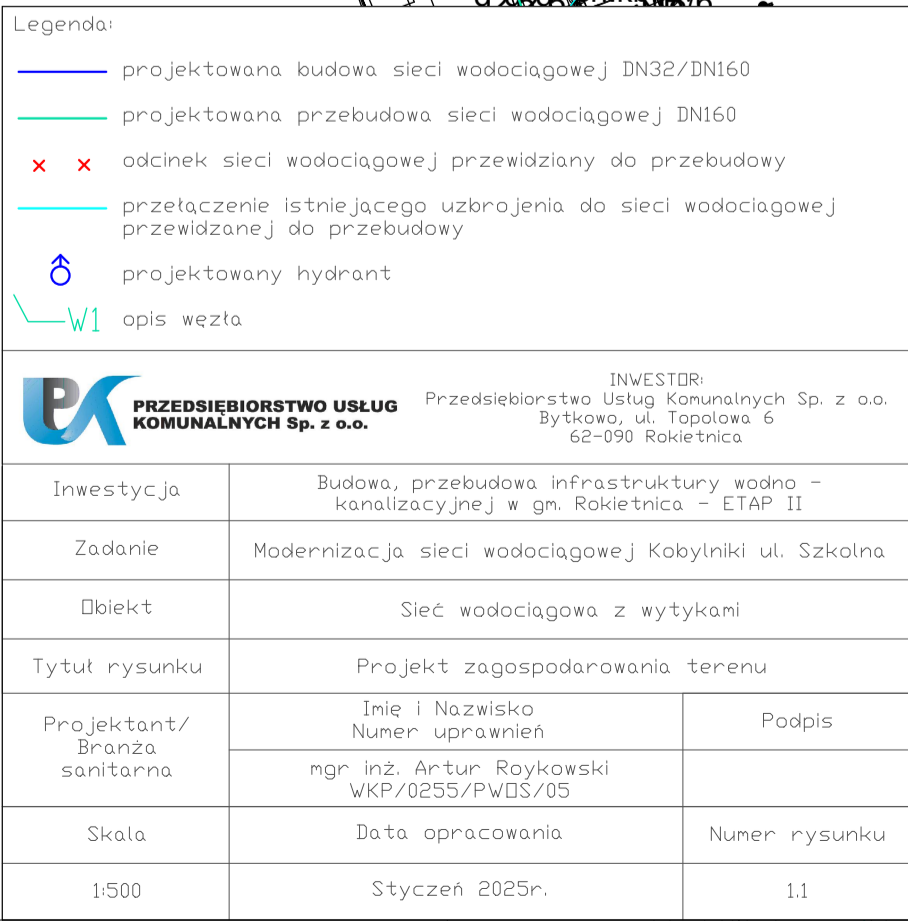 Legenda:
projektowana budowa sieci wodociągowej DN32/DN160
projektowana przebudowa sieci wodociągowej DN160
odcinek sieci wodociągowej przewidziany do przebudowy
przełączenie istniejącego uzbrojenia do sieci wodociagowej
przewidzanej do przebudowy
projektowany hydrant
W1 opis węzła
PRZEDSIĘBIORSTWO USŁUG
KOMUNALNYCH Sp. z o.o.
INWESTOR:
Przedsiębiorstwo Usług Komunalnych Sp. z o.o.
Bytkowo, ul. Topolowa 6
62-090 Rokietnica
Inwestycja
Budowa, przebudowa infrastruktury wodno -
kanalizacyjnej w gm. Rokietnica - ETAP II
Zadanie
Modernizacja sieci wodociągowej Kobylniki ul. Szkolna
Obiekt
Sieć wodociągowa z wytykami
Tytuł rysunku
Projekt zagospodarowania terenu
Projektant/
Branża
sanitarna
Imię i Nazwisko
Numer uprawnień
Podpis
mgr inż. Artur Roykowski
WKP/0255/PWOS/05
Skala
Data opracowania
Numer rysunku
1:500
Styczeń 2025r.
1.1